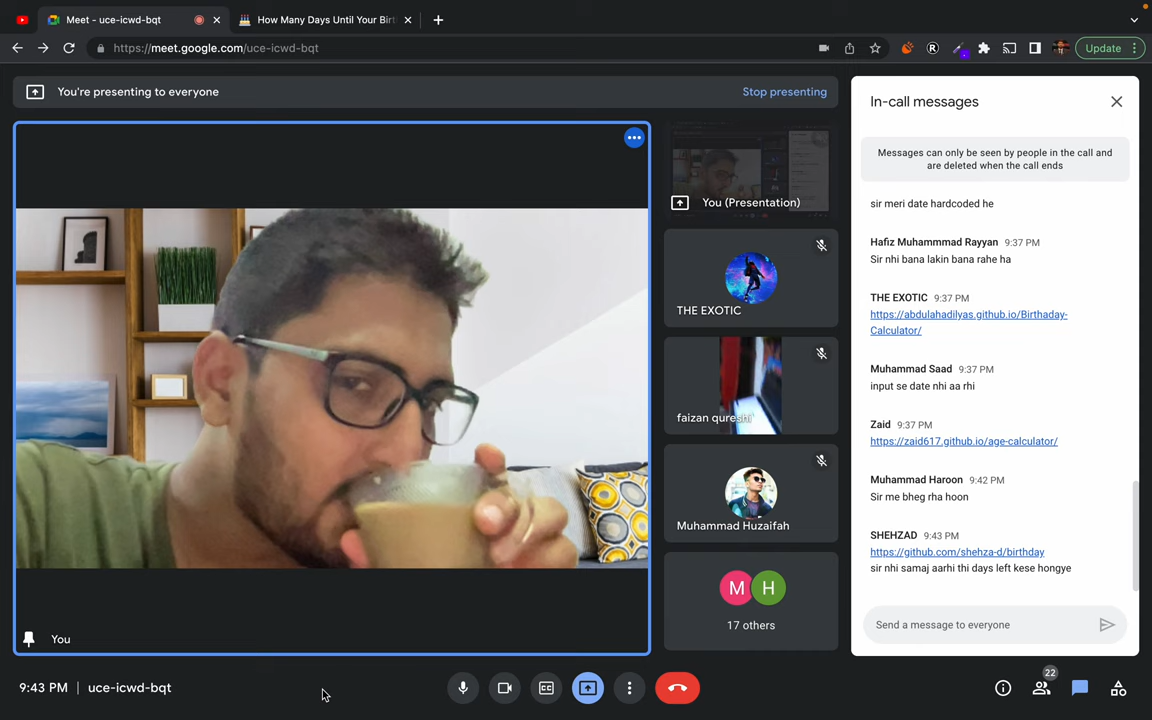 Meet - uce-icwd-bqt
How Many Days Until Your Birt
https://meet.google.com/uce-icwd-bqt
Update
You're presenting to everyone
Stop presenting
You
You (Presentation)
THE EXOTIC
faizan qureshi
Muhammad Huzaifah
M
H
17 others
In-call messages
Messages can only be seen by people in the call and
are deleted when the call ends
sir meri date hardcoded he
Hafiz Muhammmad Rayyan 9:37 PM
Sir nhi bana lakin bana rahe ha
THE EXOTIC 9:37 PM
https://abdulahadilyas.github.io/Birthaday-
Calculator/
Muhammad Saad 9:37 PM
input se date nhi aa rhi
Zaid 9:37 PM
https://zaid617.github.io/age-calculator/
Muhammad Haroon 9:42 PM
Sir me bheg rha hoon
SHEHZAD 9:43 PM
https://github.com/shehza-d/birthday
sir nhi samaj aarhi thi days left kese hongye
Send a message to everyone
9:43 PM | uce-icwd-bqt
22